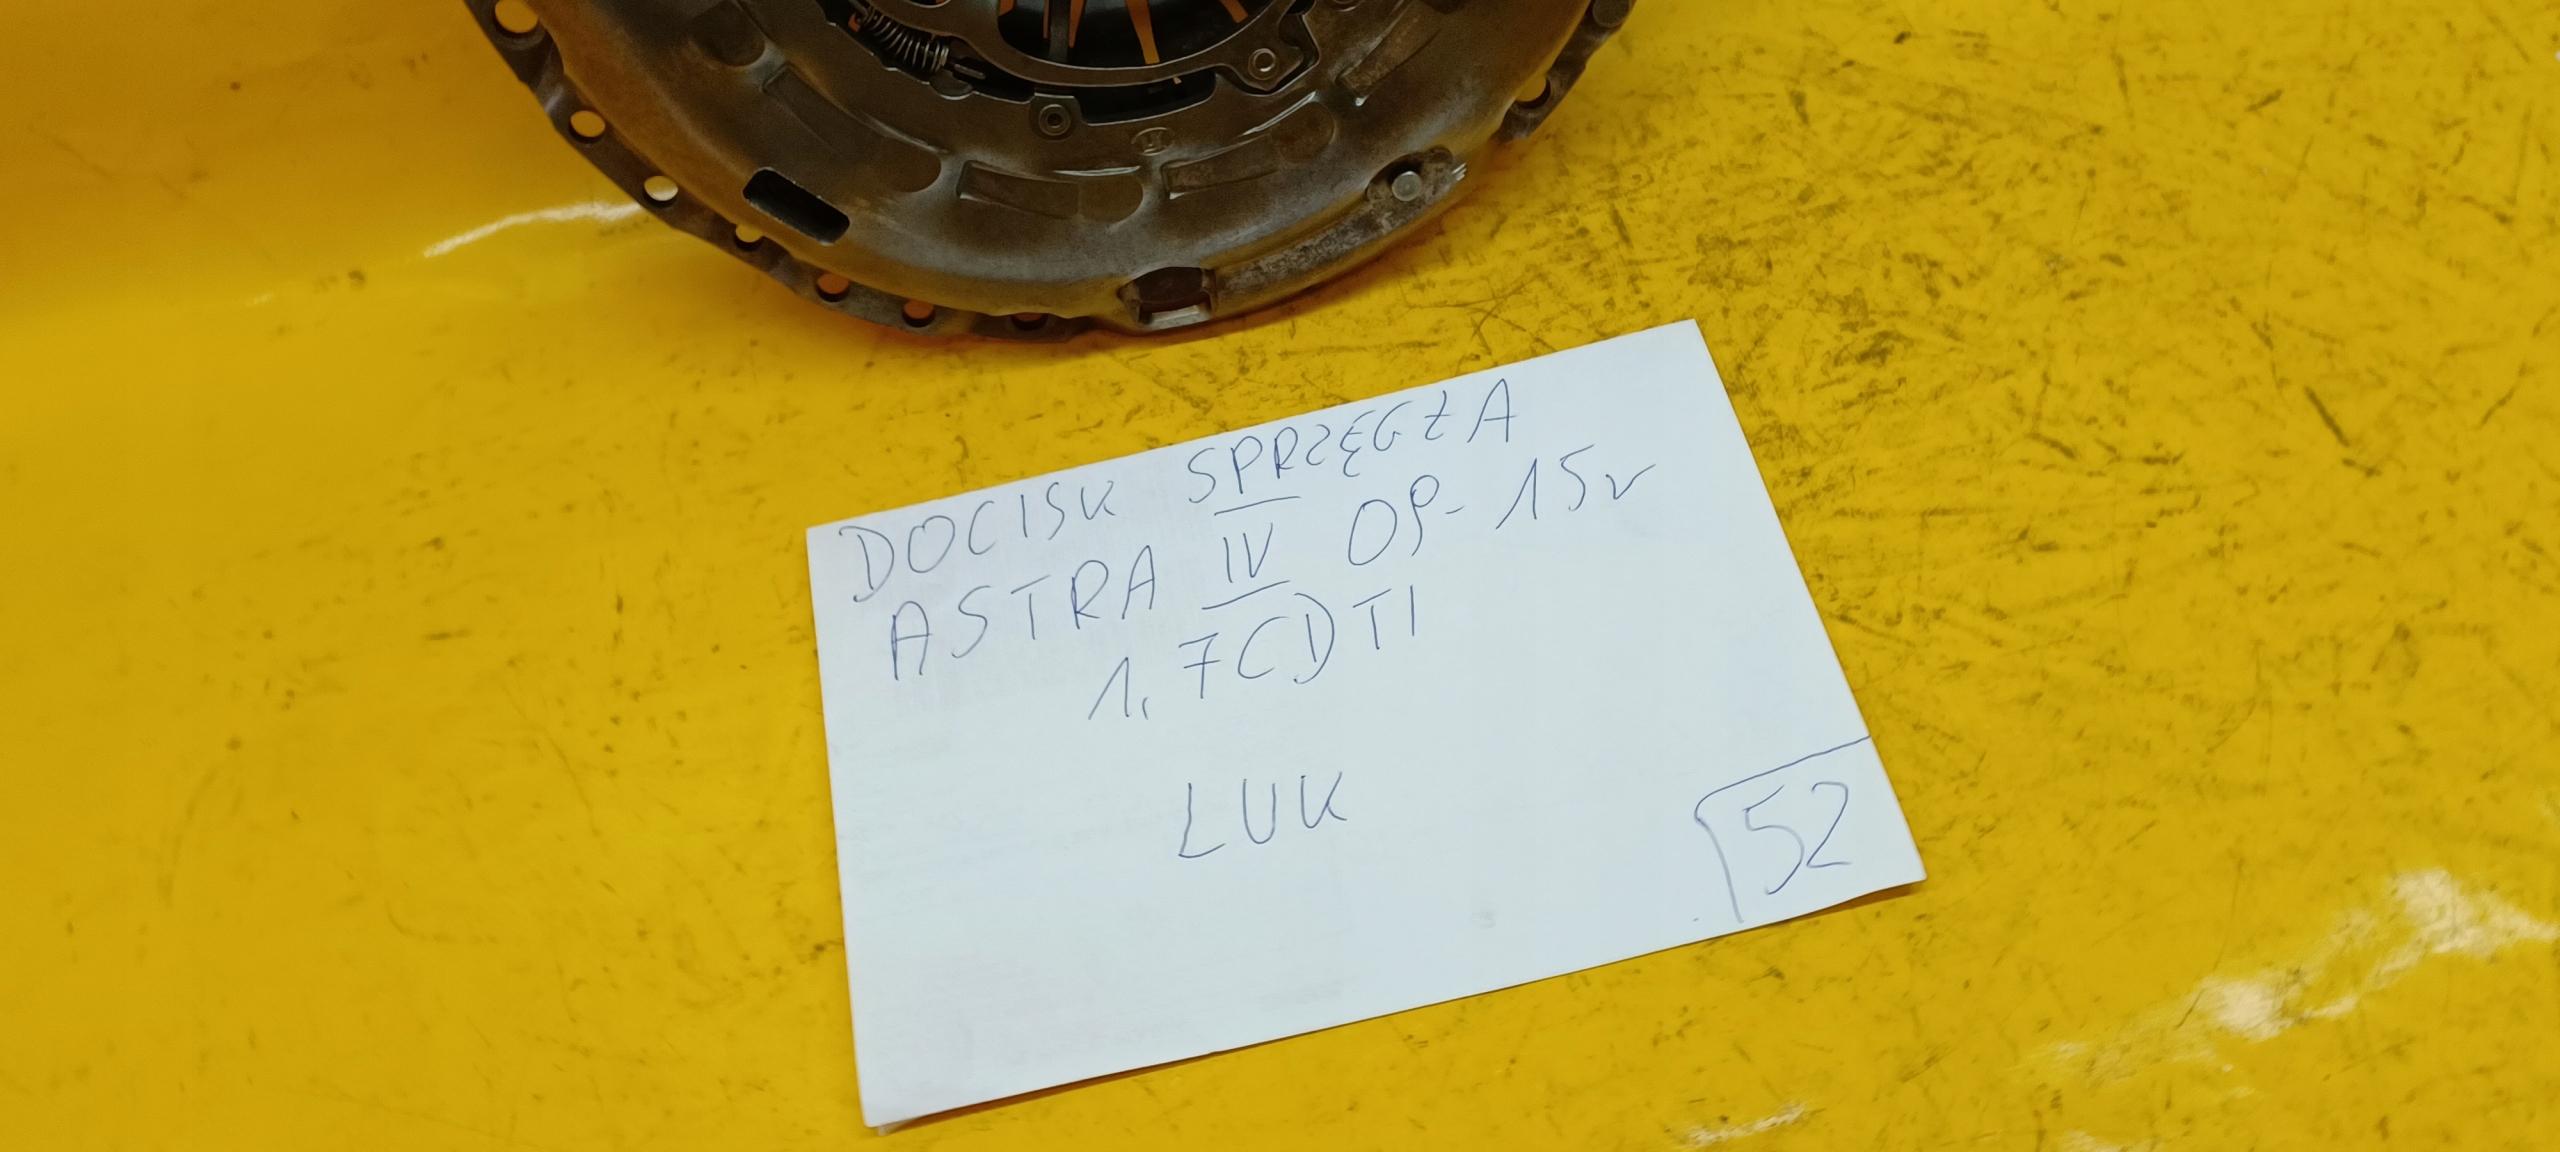 DOCISK SPRZĘGŁA
ASTRA IV 09-15r
1,7CDTI
LUK
52